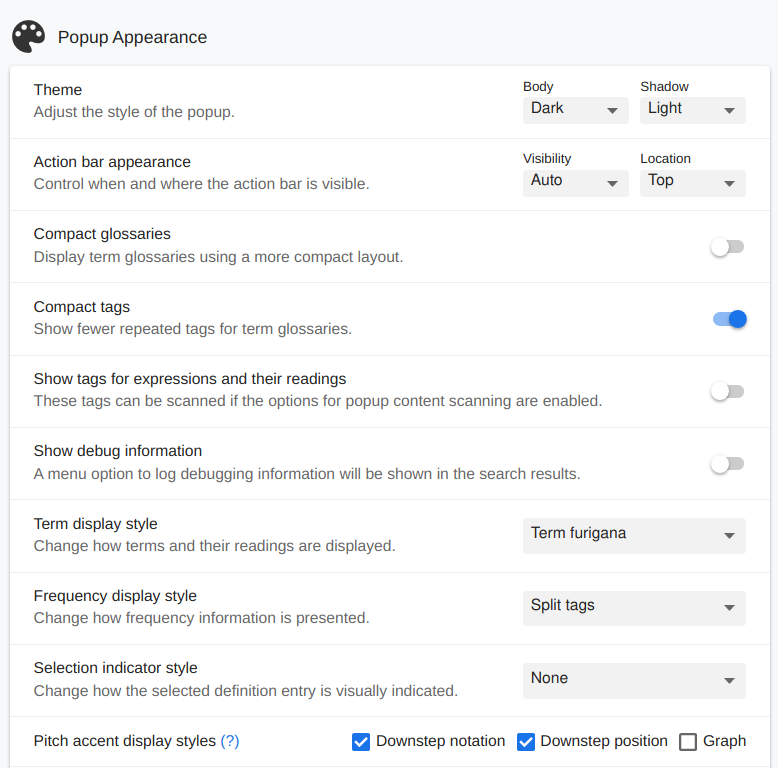 Popup Appearance
Theme
Adjust the style of the popup.
Body
Dark
Shadow
Light
Action bar appearance
Control when and where the action bar is visible.
Visibility
Auto
Location
Top
Compact glossaries
Display term glossaries using a more compact layout.
Compact tags
Show fewer repeated tags for term glossaries.
Show tags for expressions and their readings
These tags can be scanned if the options for popup content scanning are enabled.
Show debug information
A menu option to log debugging information will be shown in the search results.
Term display style
Change how terms and their readings are displayed.
Term furigana
Frequency display style
Change how frequency information is presented.
Split tags
Selection indicator style
Change how the selected definition entry is visually indicated.
None
Pitch accent display styles (?)
Downstep notation
Downstep position
Graph